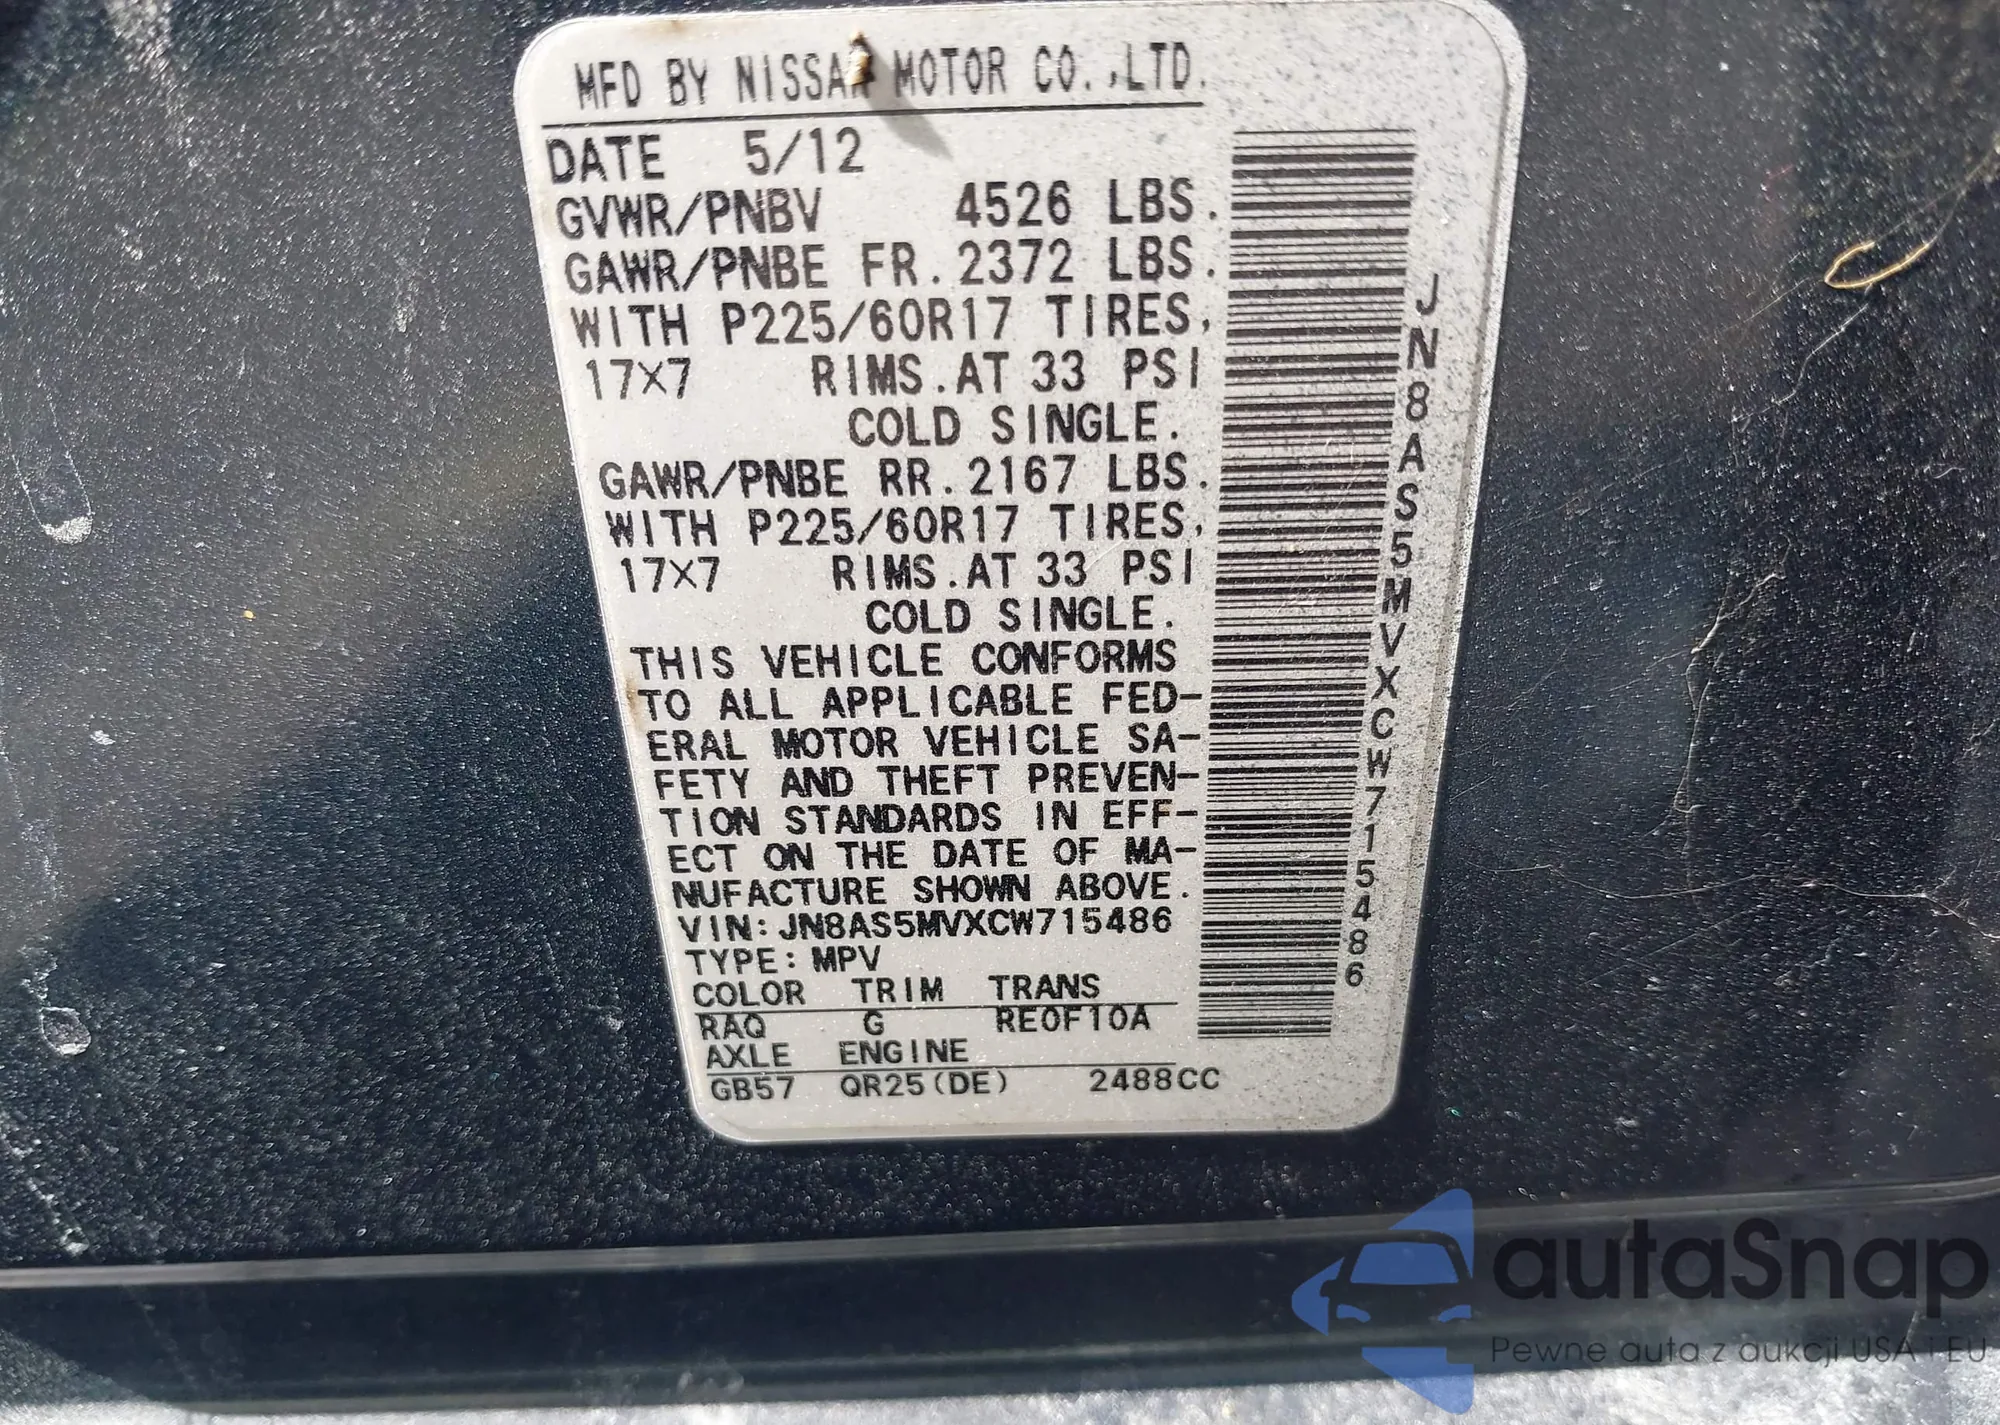 MFD BY NISSAN MOTOR CO.,LTD.
DATE 5/12
GVWR/PNBV 4526 LBS.
GAWR/PNBE FR.2372 LBS.
WITH P225/60R17 TIRES,
17×7 RIMS.AT 33 PSI
COLD SINGLE.
GAWR/PNBE RR.2167 LBS.
WITH P225/60R17 TIRES,
17×7 RIMS.AT 33 PSI
COLD SINGLE.
THIS VEHICLE CONFORMS
TO ALL APPLICABLE FED-
ERAL MOTOR VEHICLE SA-
FETY AND THEFT PREVEN-
TION STANDARDS IN EFF-
ECT ON THE DATE OF MA-
NUFACTURE SHOWN ABOVE.
VIN:JN8AS5MVXCW715486
TYPE:MPV
COLOR TRIM TRANS
RAQ G RE0F10A
AXLE ENGINE
GB57 QR25(DE) 2488CC
JN8AS5MVXCW715486
autaSnap
Pewne auta z aukcji USA i EU